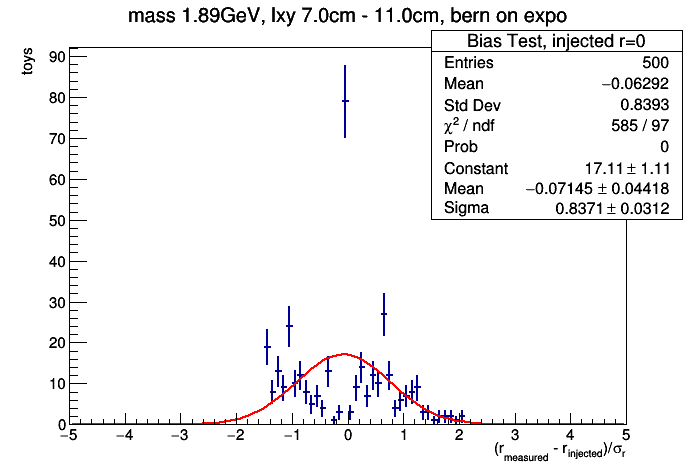 mass 1.89GeV, lxy 7.0cm - 11.0cm, bern on expo
Bias Test, injected r=0
Entries 500
Mean −0.06292
Std Dev 0.8393
χ² / ndf 585 / 97
Prob 0
Constant 17.11 ± 1.11
Mean −0.07145 ± 0.04418
Sigma 0.8371 ± 0.0312
toys
90
80
70
60
50
40
30
20
10
0
−5 −4 −3 −2 −1 0 1 2 3 4 5
(r_measured - r_injected)/σ_r